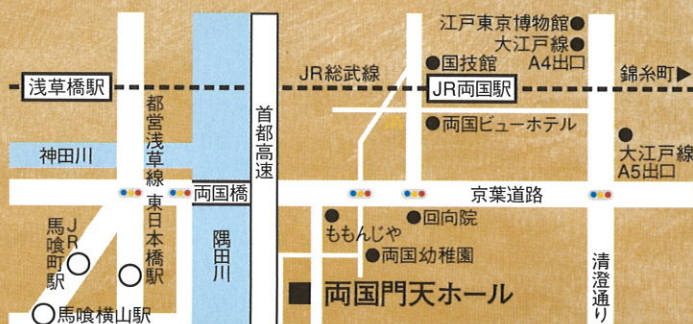 江戸東京博物館
大江戸線
A4出口
国技館
JR総武線
浅草橋駅
JR両国駅
錦糸町
都営浅草線
首都高速
両国ビューホテル
神田川
大江戸線
A5出口
両国橋
京葉道路
東日本橋駅
ももんじや
回向院
JR
馬喰町駅
隅田川
両国幼稚園
清澄通り
両国門天ホール
馬喰横山駅